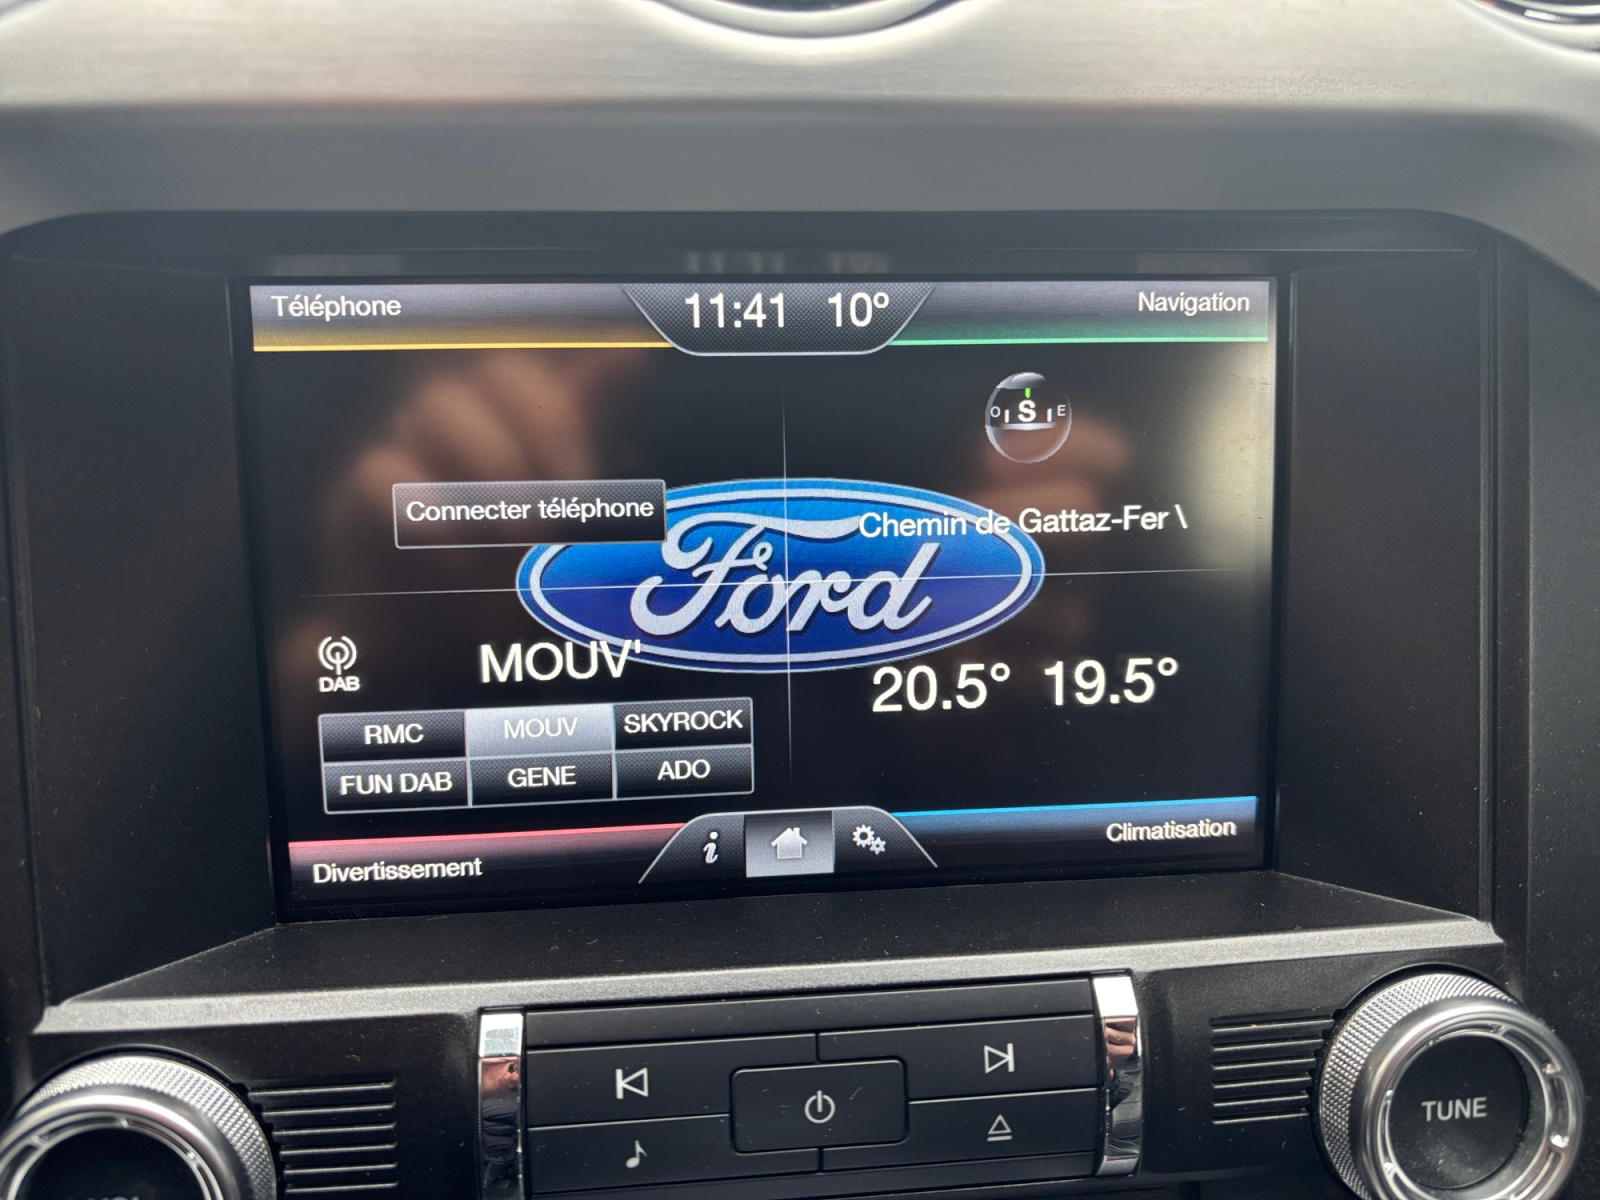 Téléphone
11:41 10°
Navigation
O S E
Connecter téléphone
Chemin de Gattaz-Fer \
Ford
DAB
MOUV'
20.5° 19.5°
RMC MOUV SKYROCK
FUN DAB GENE ADO
Divertissement
i
Climatisation
TUNE